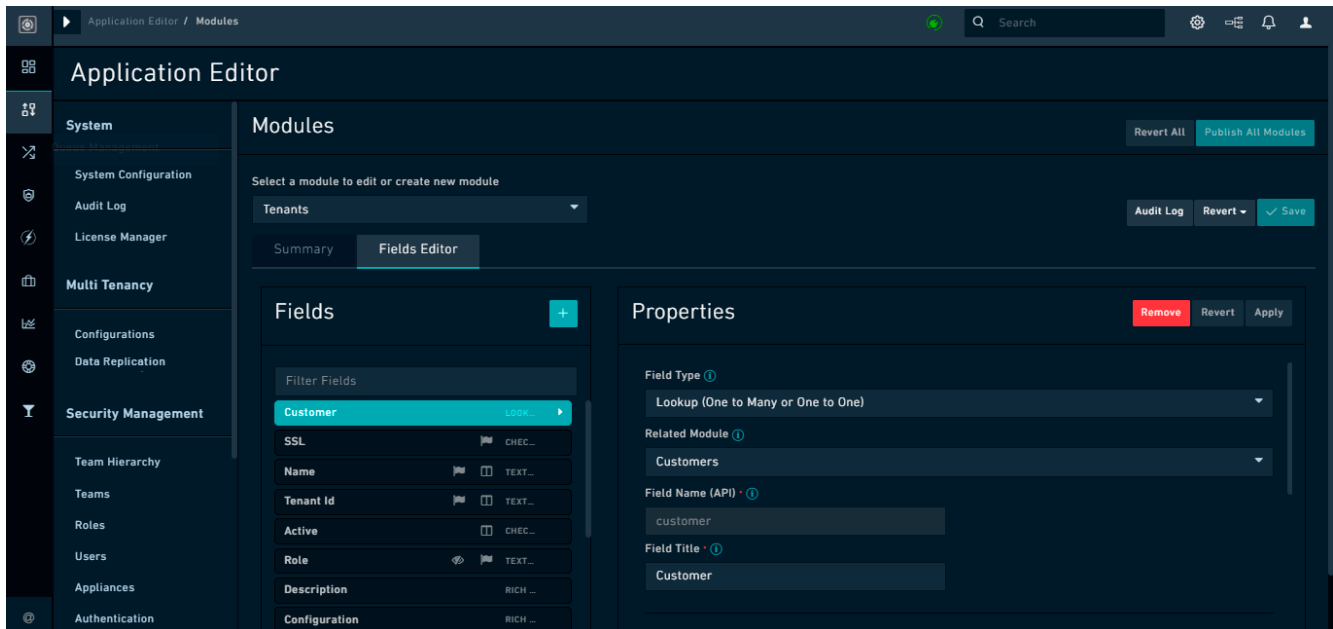 Application Editor / Modules
Search
Application Editor
System
Queue Management
System Configuration
Audit Log
License Manager
Multi Tenancy
Configurations
Data Replication
Security Management
Team Hierarchy
Teams
Roles
Users
Appliances
Authentication
@
Modules
Revert All
Publish All Modules
Select a module to edit or create new module
Tenants
Audit Log
Revert
Save
Summary
Fields Editor
Fields
+
Filter Fields
Customer LOOK...
SSL CHEC...
Name TEXT...
Tenant Id TEXT...
Active CHEC...
Role TEXT...
Description RICH ...
Configuration RICH ...
Properties
Remove
Revert
Apply
Field Type
Lookup (One to Many or One to One)
Related Module
Customers
Field Name (API) •
customer
Field Title •
Customer